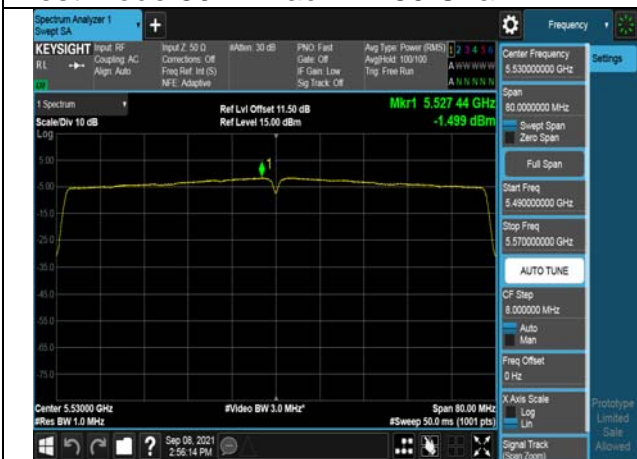 Spectrum Analyzer 1
Swept SA
+
Frequency
KEYSIGHT
RL
Input: RF
Coupling: AC
Align: Auto
Input Z: 50 Ω
Corrections: Off
Freq Ref: Int (S)
NFE: Adaptive
#Atten: 30 dB
PNO: Fast
Gate: Off
IF Gain: Low
Sig Track: Off
Avg Type: Power (RMS)
Avg|Hold: 100/100
Trig: Free Run
1 2 3 4 5 6
A W W W W W
A N N N N N
1 Spectrum
Scale/Div 10 dB
Log
Ref Lvl Offset 11.50 dB
Ref Level 15.00 dBm
Mkr1 5.527 44 GHz
-1.499 dBm
1
5.00
-5.00
-15.0
-25.0
-35.0
-45.0
-55.0
-65.0
-75.0
Center 5.53000 GHz
#Res BW 1.0 MHz
#Video BW 3.0 MHz*
Span 80.00 MHz
#Sweep 50.0 ms (1001 pts)
Sep 08, 2021
2:56:14 PM
Center Frequency
5.530000000 GHz
Settings
Span
80.0000000 MHz
Swept Span
Zero Span
Full Span
Start Freq
5.490000000 GHz
Stop Freq
5.570000000 GHz
AUTO TUNE
CF Step
8.000000 MHz
Auto
Man
Freq Offset
0 Hz
X Axis Scale
Log
Lin
Signal Track
(Span Zoom)
Prototype
Limited
Sale
Allowed